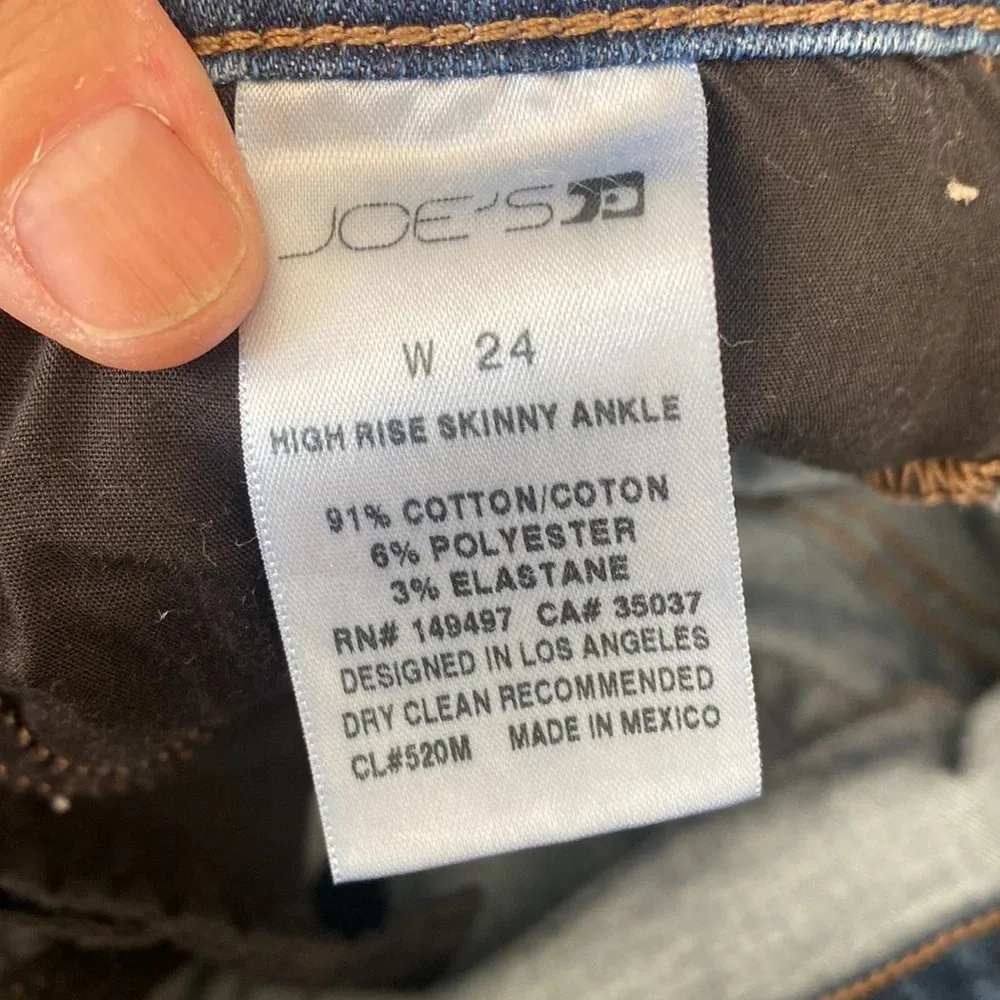 JOE'S
W 24
HIGH RISE SKINNY ANKLE
91% COTTON/COTON
6% POLYESTER
3% ELASTANE
RN# 149497 CA# 35037
DESIGNED IN LOS ANGELES
DRY CLEAN RECOMMENDED
CL#520M MADE IN MEXICO